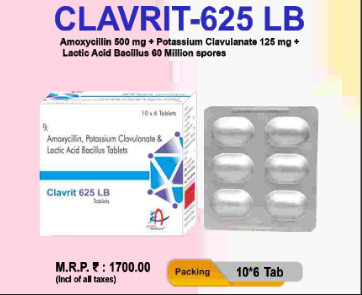 CLAVRIT-625 LB
Amoxycillin 500 mg + Potassium Clavulanate 125 mg +
Lactic Acid Bacillus 60 Million spores
10 x 6 Tablets
Rx
Amoxycillin, Potassium Clavulanate &
Lactic Acid Bacillus Tablets
Clavrit 625 LB
Tablets
M.R.P. ₹ : 1700.00
(Incl of all taxes)
Packing
10*6 Tab